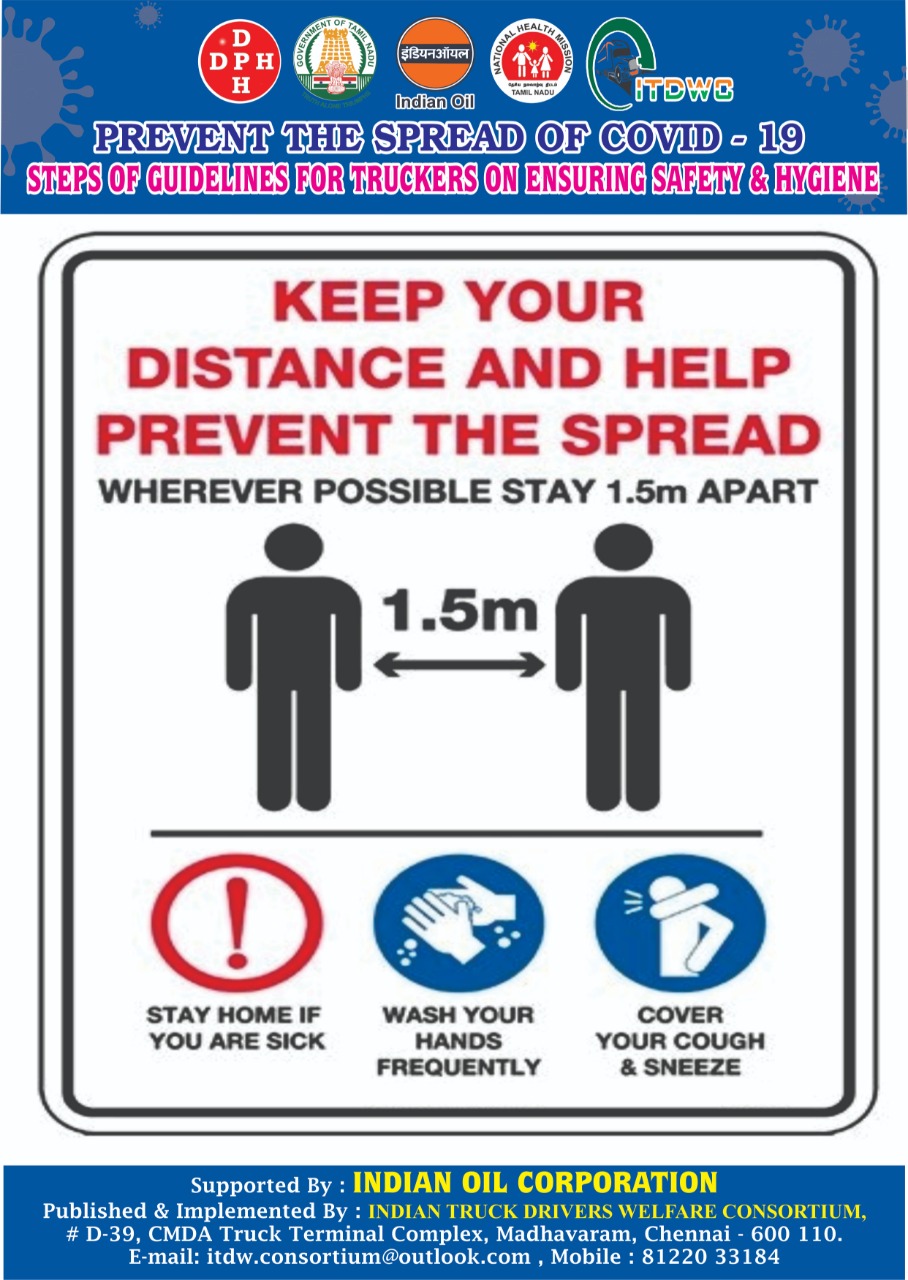 D
D P H
H
GOVERNMENT OF TAMIL NADU
इंडियनऑयल
Indian Oil
NATIONAL HEALTH MISSION
TAMIL NADU
ITDWC
PREVENT THE SPREAD OF COVID - 19
STEPS OF GUIDELINES FOR TRUCKERS ON ENSURING SAFETY & HYGIENE
KEEP YOUR
DISTANCE AND HELP
PREVENT THE SPREAD
WHEREVER POSSIBLE STAY 1.5m APART
1.5m
STAY HOME IF
YOU ARE SICK
WASH YOUR
HANDS
FREQUENTLY
COVER
YOUR COUGH
& SNEEZE
Supported By : INDIAN OIL CORPORATION
Published & Implemented By : INDIAN TRUCK DRIVERS WELFARE CONSORTIUM,
# D-39, CMDA Truck Terminal Complex, Madhavaram, Chennai - 600 110.
E-mail: itdw.consortium@outlook.com , Mobile : 81220 33184